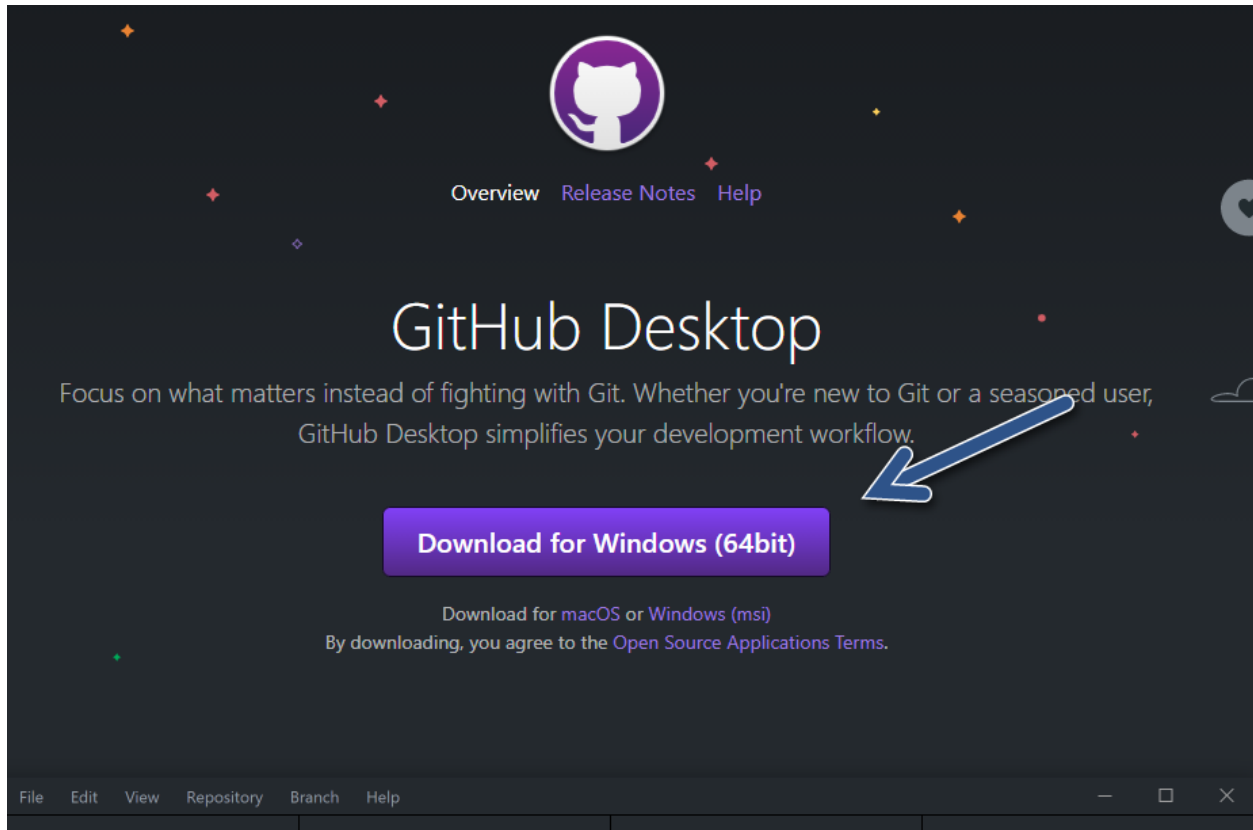 Overview Release Notes Help
GitHub Desktop
Focus on what matters instead of fighting with Git. Whether you're new to Git or a seasoned user,
GitHub Desktop simplifies your development workflow.
Download for Windows (64bit)
Download for macOS or Windows (msi)
By downloading, you agree to the Open Source Applications Terms.
File Edit View Repository Branch Help